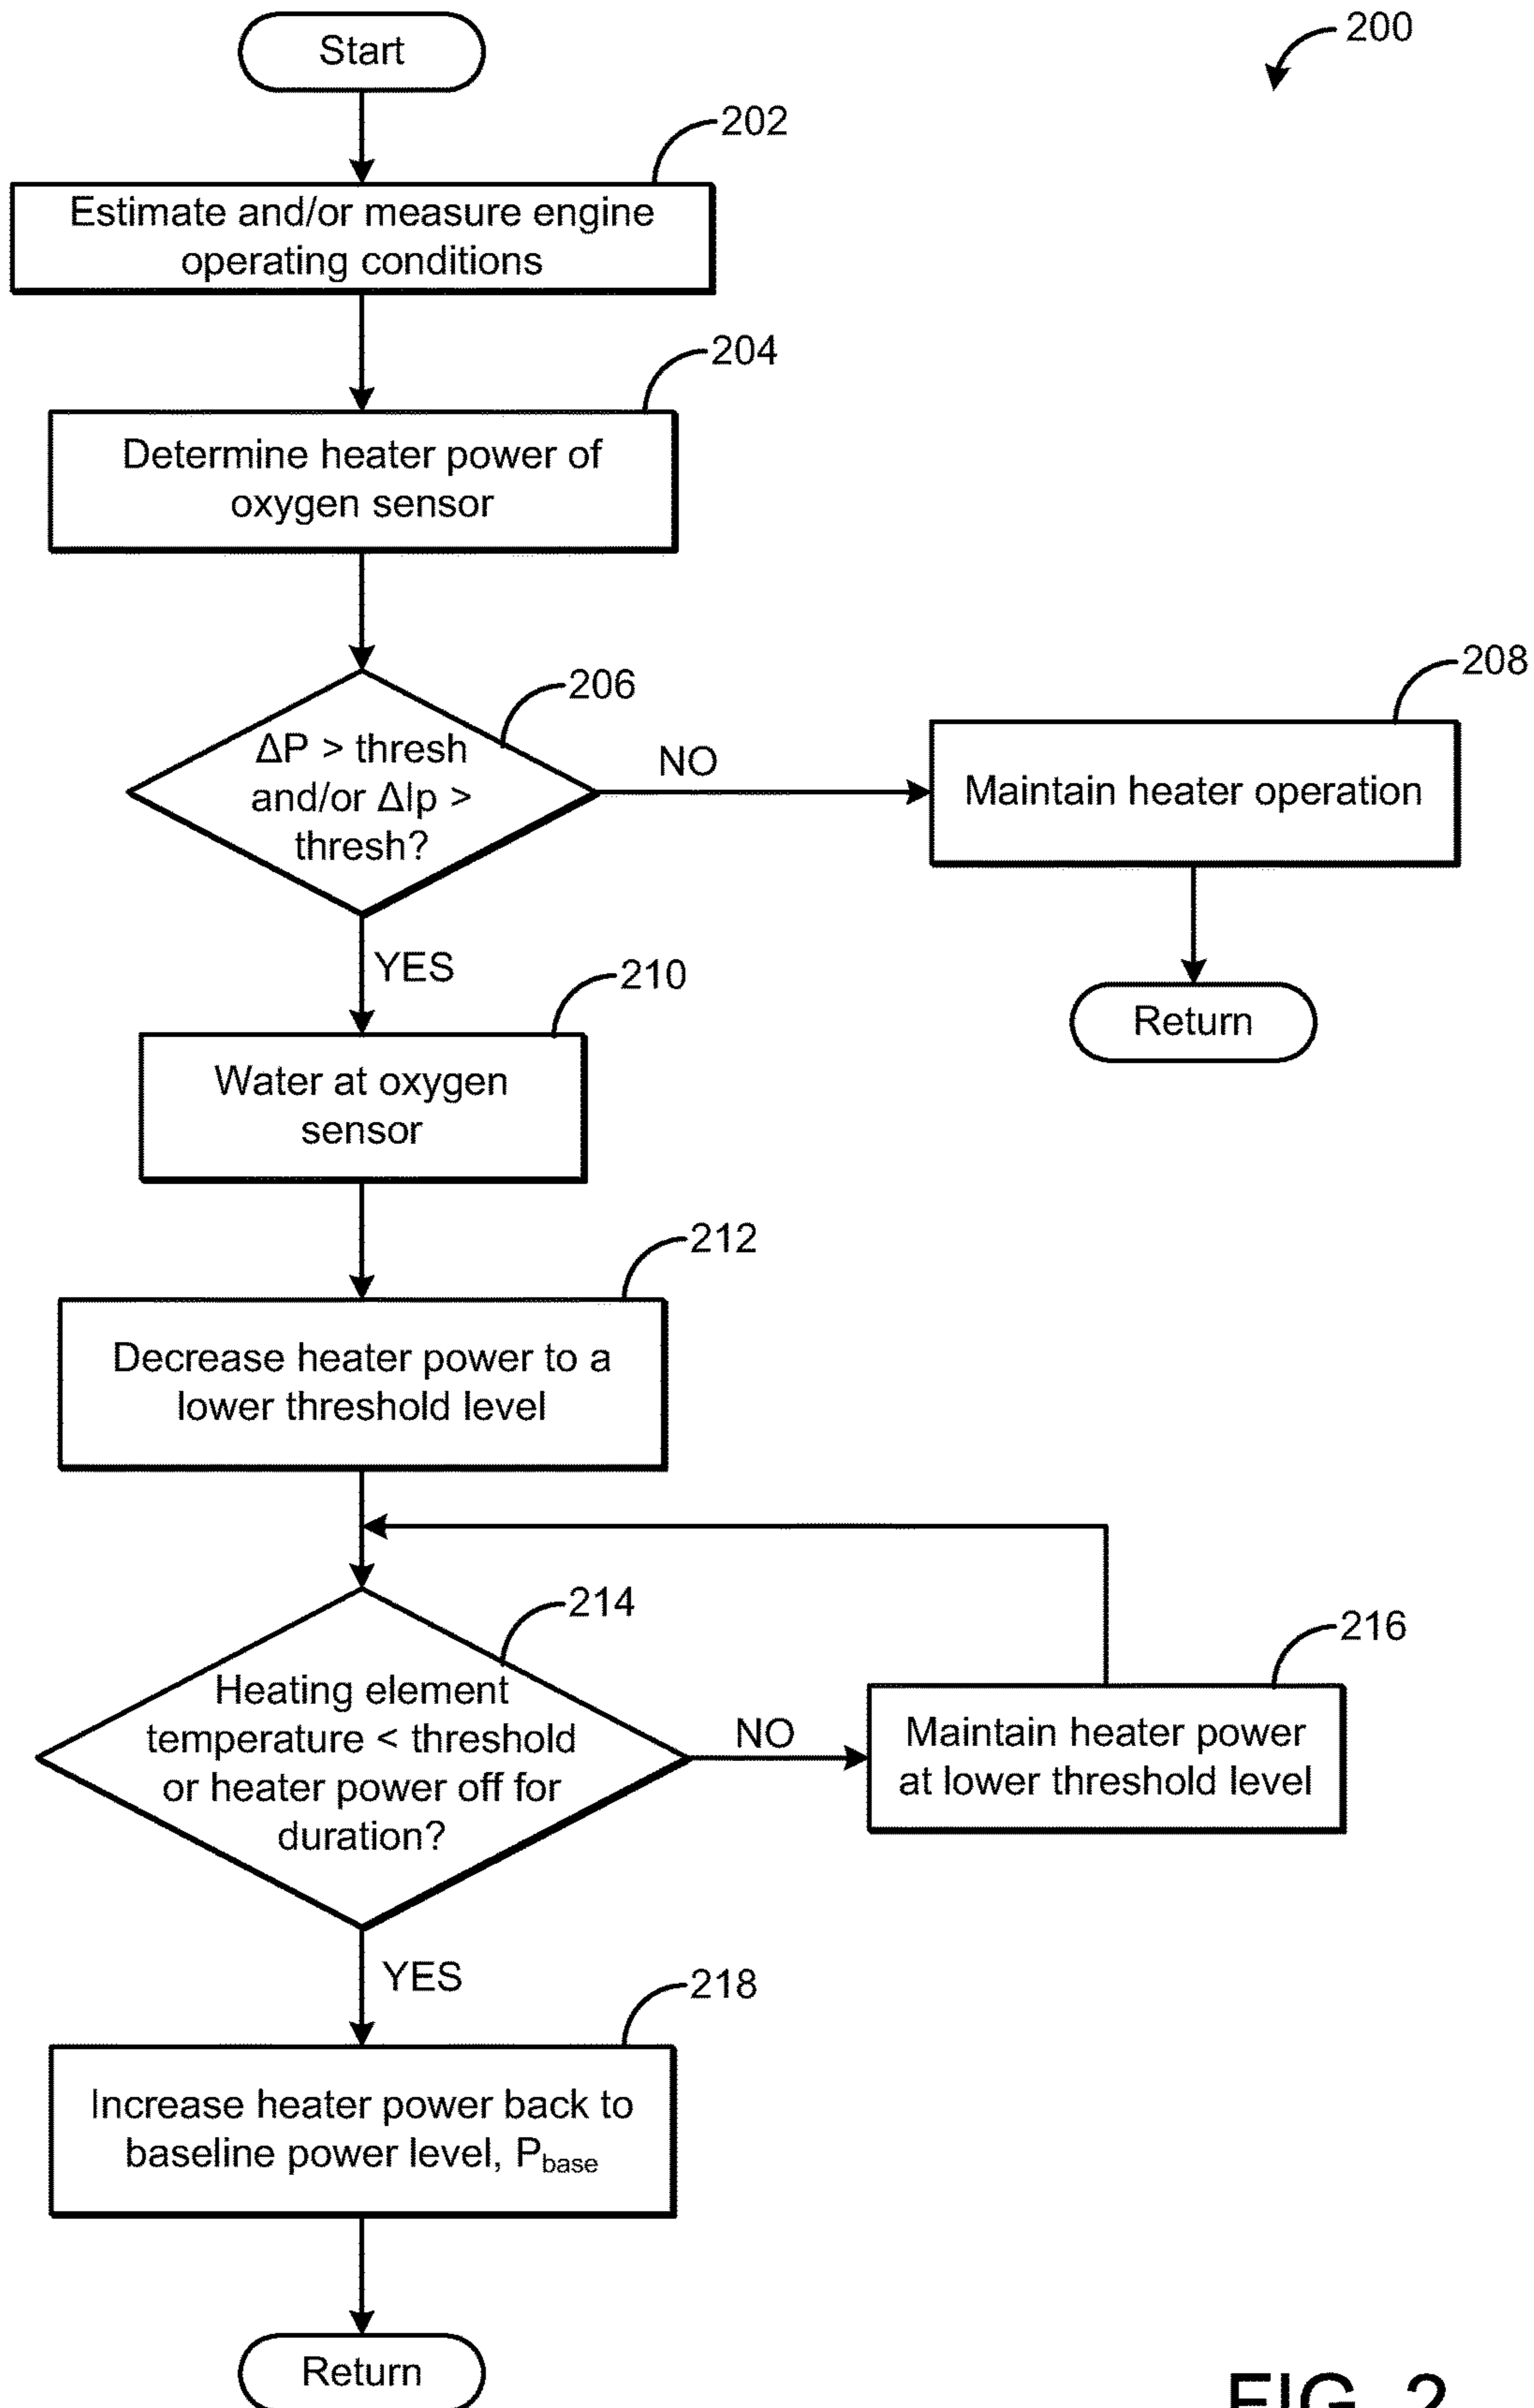 Start
200
202
Estimate and/or measure engine
operating conditions
204
Determine heater power of
oxygen sensor
206
ΔP > thresh
and/or ΔIp >
thresh?
NO
208
Maintain heater operation
Return
YES
210
Water at oxygen
sensor
212
Decrease heater power to a
lower threshold level
214
Heating element
temperature < threshold
or heater power off for
duration?
NO
216
Maintain heater power
at lower threshold level
YES
218
Increase heater power back to
baseline power level, Pbase
Return
FIG. 2